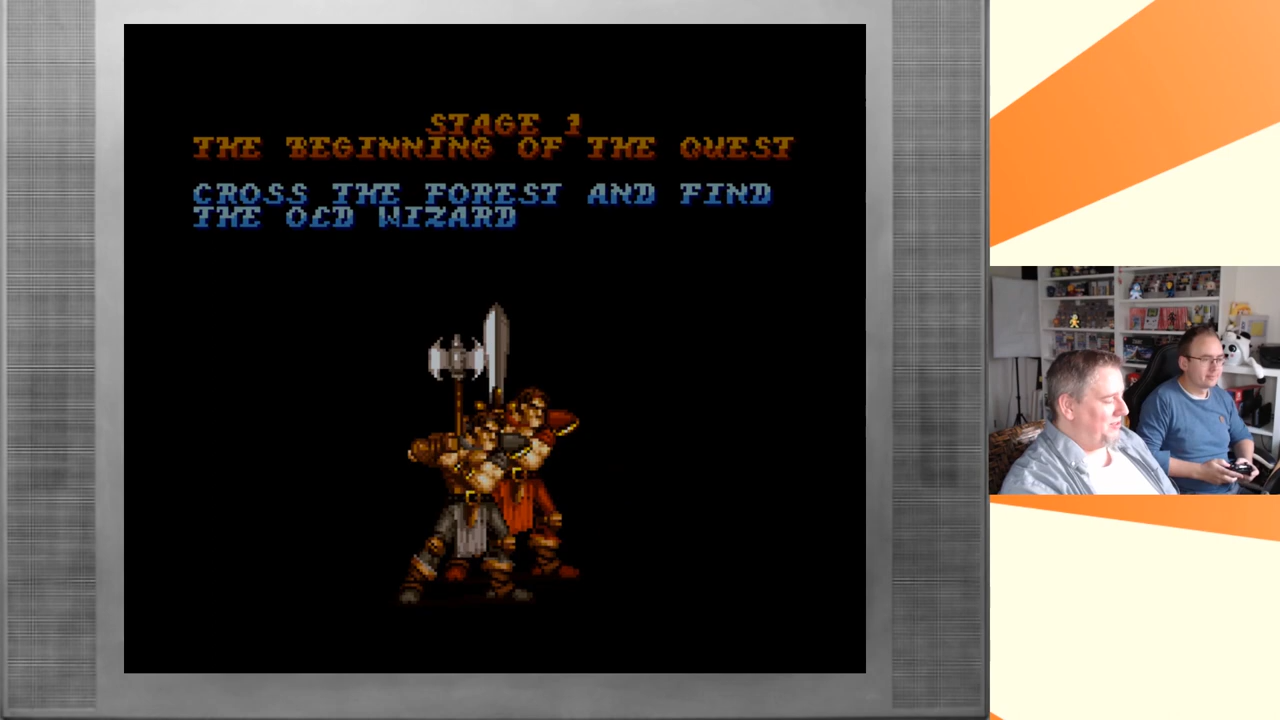 STAGE 1
THE BEGINNING OF THE QUEST
CROSS THE FOREST AND FIND
THE OLD WIZARD